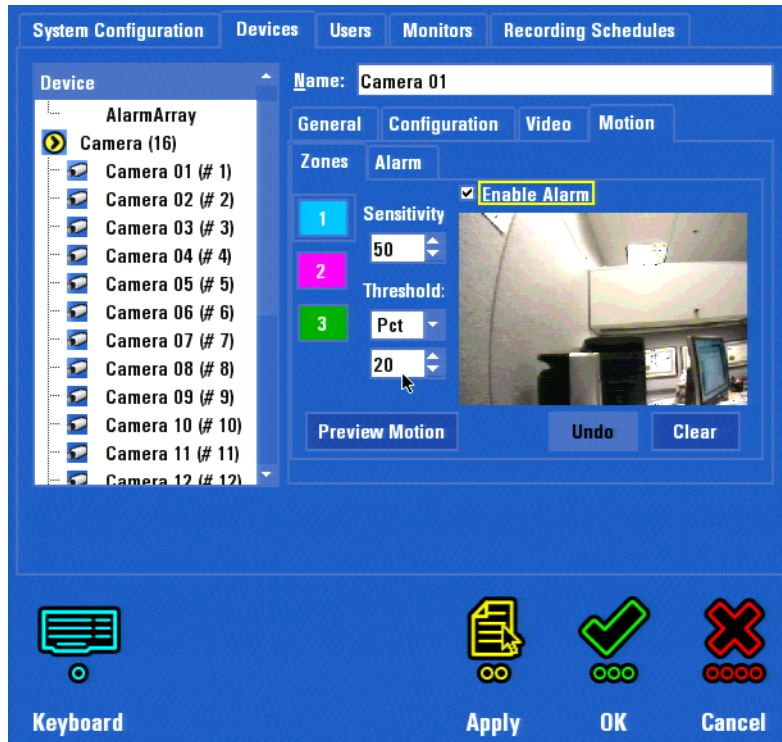 System Configuration Devices Users Monitors Recording Schedules
Device
AlarmArray
Camera (16)
Camera 01 (# 1)
Camera 02 (# 2)
Camera 03 (# 3)
Camera 04 (# 4)
Camera 05 (# 5)
Camera 06 (# 6)
Camera 07 (# 7)
Camera 08 (# 8)
Camera 09 (# 9)
Camera 10 (# 10)
Camera 11 (# 11)
Camera 12 (# 12)
Name: Camera 01
General Configuration Video Motion
Zones Alarm
Enable Alarm
1
2
3
Sensitivity
50
Threshold:
Pct
20
Preview Motion Undo Clear
Keyboard Apply OK Cancel